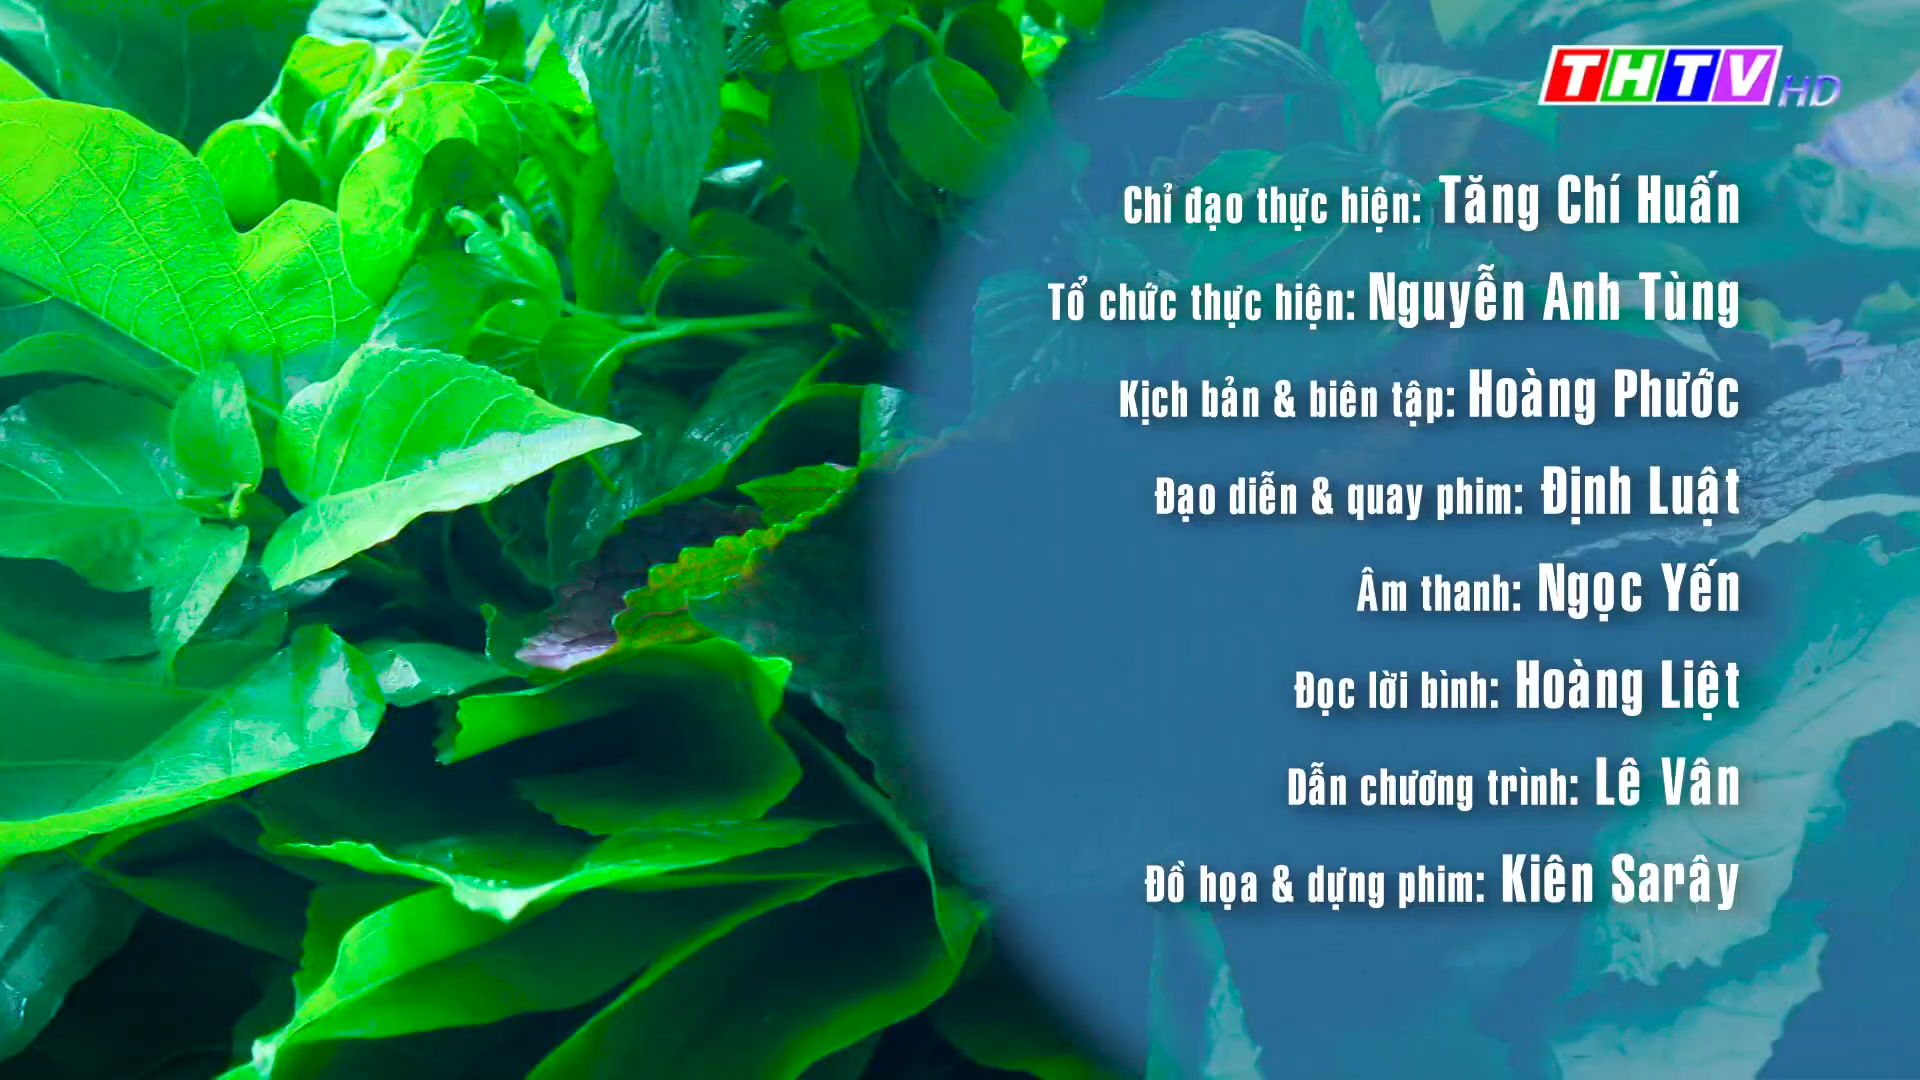 THTV HD
Chỉ đạo thực hiện: Tăng Chí Huấn
Tổ chức thực hiện: Nguyễn Anh Tùng
Kịch bản & biên tập: Hoàng Phước
Đạo diễn & quay phim: Định Luật
Âm thanh: Ngọc Yến
Đọc lời bình: Hoàng Liệt
Dẫn chương trình: Lê Vân
Đồ họa & dựng phim: Kiên Sarây